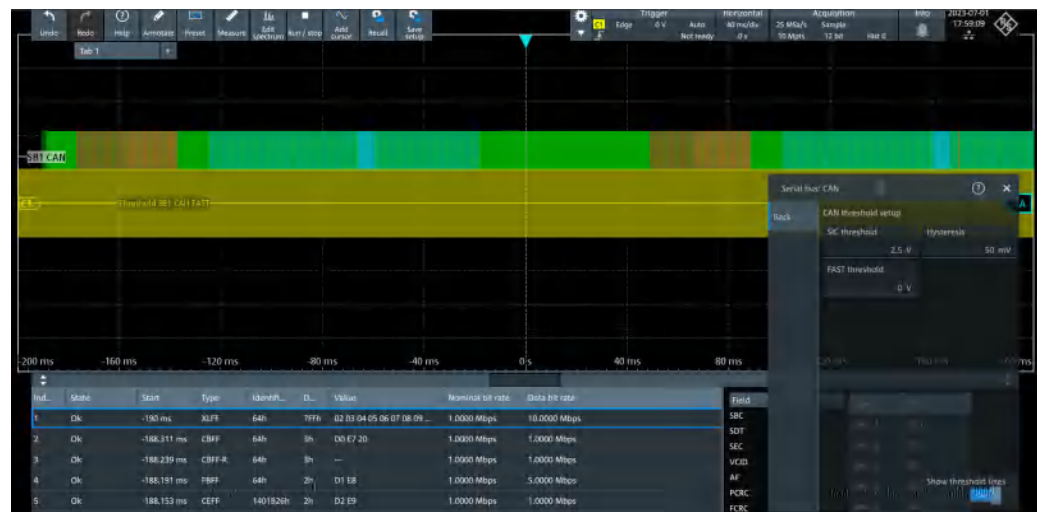 Undo Redo Help Annotate Preset Measure Edit spectrum Run / stop Add cursor Recall Save setup
C1 Edge Trigger 0 V Auto Not ready
Horizontal 40 ms/div 0 s
Acquisition 25 MSa/s Sample 10 Mpts 12 bit
Info 2023-07-01 17:59:09
Tab 1 +
SB1 CAN
C1 Threshold SB1 CAN FAST
A
-200 ms -160 ms -120 ms -80 ms -40 ms 0 s 40 ms 80 ms
Serial bus CAN ? ×
Back
CAN threshold setup
SIC threshold Hysteresis
2.5 V 50 mV
FAST threshold
0 V
Show threshold lines
Ind... State Start Type Identifi... D... Value Nominal bit rate Data bit rate
1 Ok -190 ms XLFF 64h 7FFh 02 03 04 05 06 07 08 09 ... 1.0000 Mbps 10.0000 Mbps
2 Ok -188.311 ms CBFF 64h 3h D0 E7 20 1.0000 Mbps 1.0000 Mbps
3 Ok -188.239 ms CBFF-R 64h 3h --- 1.0000 Mbps 1.0000 Mbps
4 Ok -188.191 ms FBFF 64h 2h D1 E8 1.0000 Mbps 5.0000 Mbps
5 Ok -188.153 ms CEFF 1401B26h 2h D2 E9 1.0000 Mbps 1.0000 Mbps
Field
SBC
SDT
SEC
VCID
AF
PCRC
FCRC